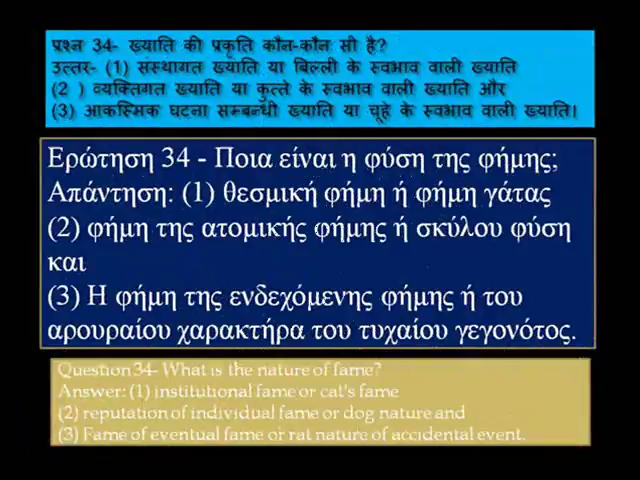 प्रश्न 34- ख्याति की प्रकृति कौन-कौन सी है?
उत्तर- (1) संस्थागत ख्याति या बिल्ली के स्वभाव वाली ख्याति
(2 ) व्यक्तिगत ख्याति या कुत्ते के स्वभाव वाली ख्याति और
(3) आकस्मिक घटना सम्बन्धी ख्याति या चूहे के स्वभाव वाली ख्याति।
Ερώτηση 34 - Ποια είναι η φύση της φήμης;
Απάντηση: (1) θεσμική φήμη ή φήμη γάτας
(2) φήμη της ατομικής φήμης ή σκύλου φύση
και
(3) Η φήμη της ενδεχόμενης φήμης ή του
αρουραίου χαρακτήρα του τυχαίου γεγονότος.
Question 34- What is the nature of fame?
Answer: (1) institutional fame or cat's fame
(2) reputation of individual fame or dog nature and
(3) Fame of eventual fame or rat nature of accidental event.